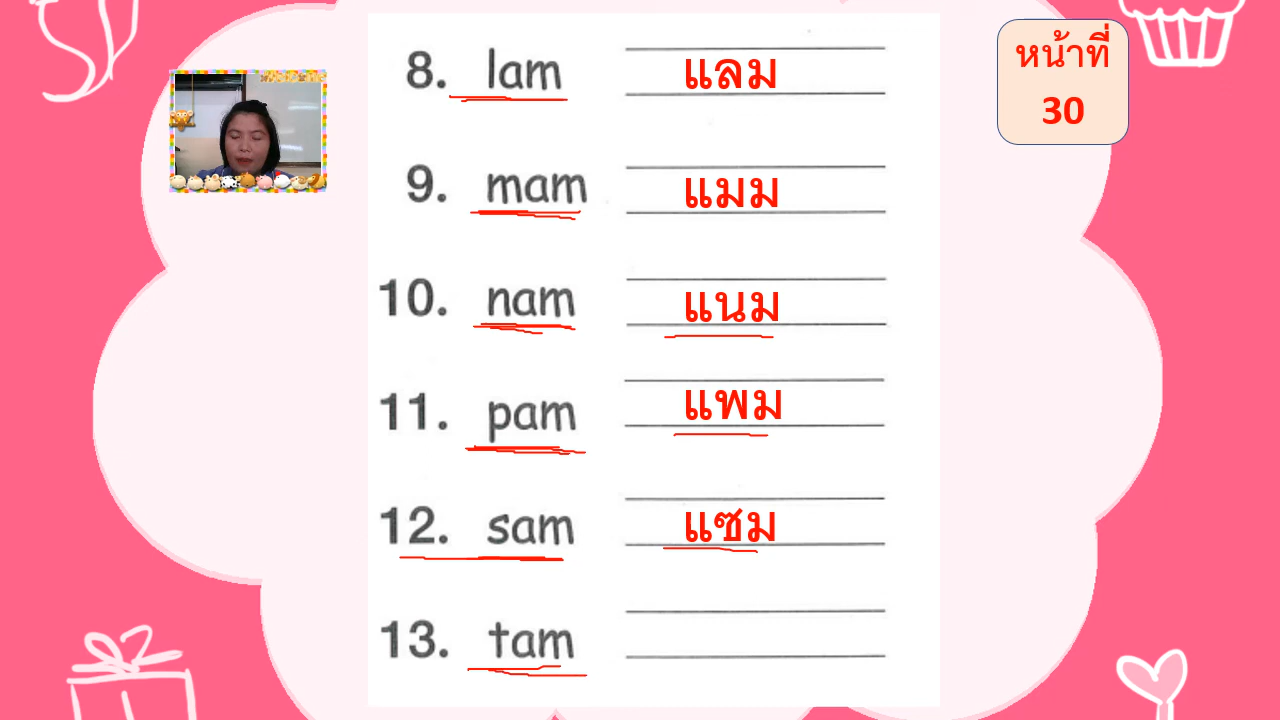 หน้าที่
30
8. lam แลม
9. mam แมม
10. nam แนม
11. pam แพม
12. sam แซม
13. tam